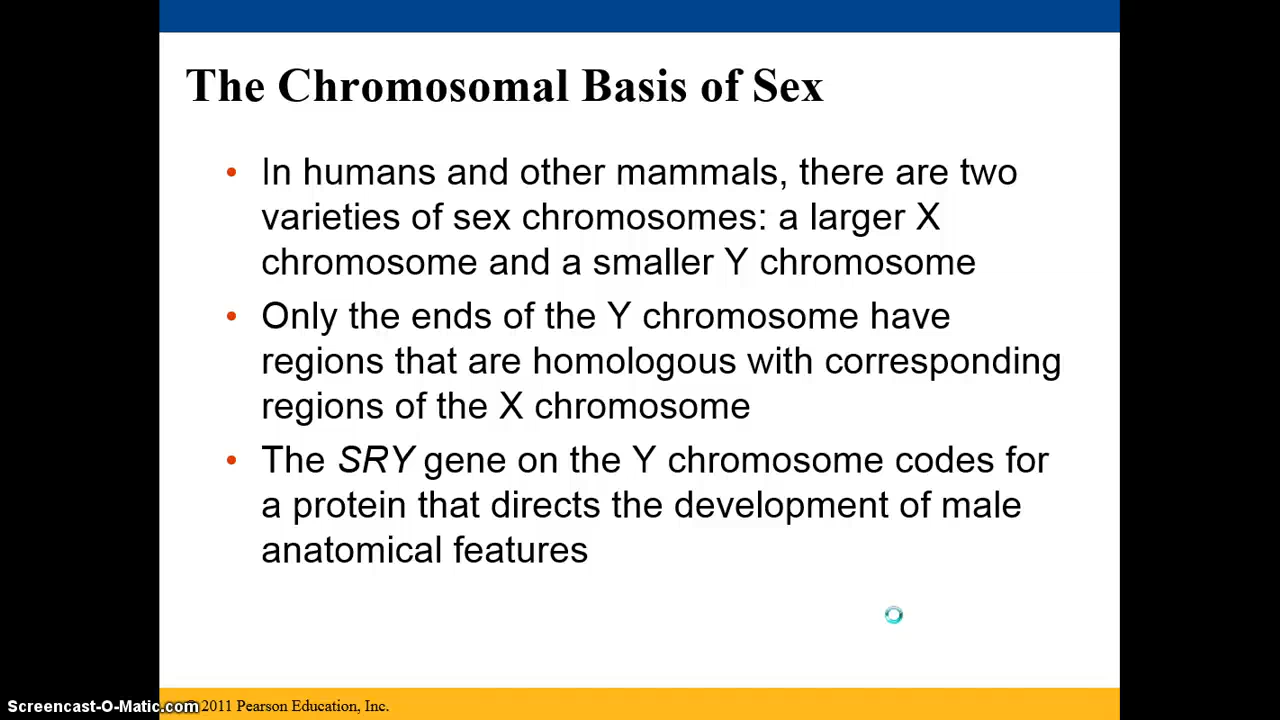 The Chromosomal Basis of Sex
• In humans and other mammals, there are two
varieties of sex chromosomes: a larger X
chromosome and a smaller Y chromosome
• Only the ends of the Y chromosome have
regions that are homologous with corresponding
regions of the X chromosome
• The SRY gene on the Y chromosome codes for
a protein that directs the development of male
anatomical features
Screencast-O-Matic.com
2011 Pearson Education, Inc.